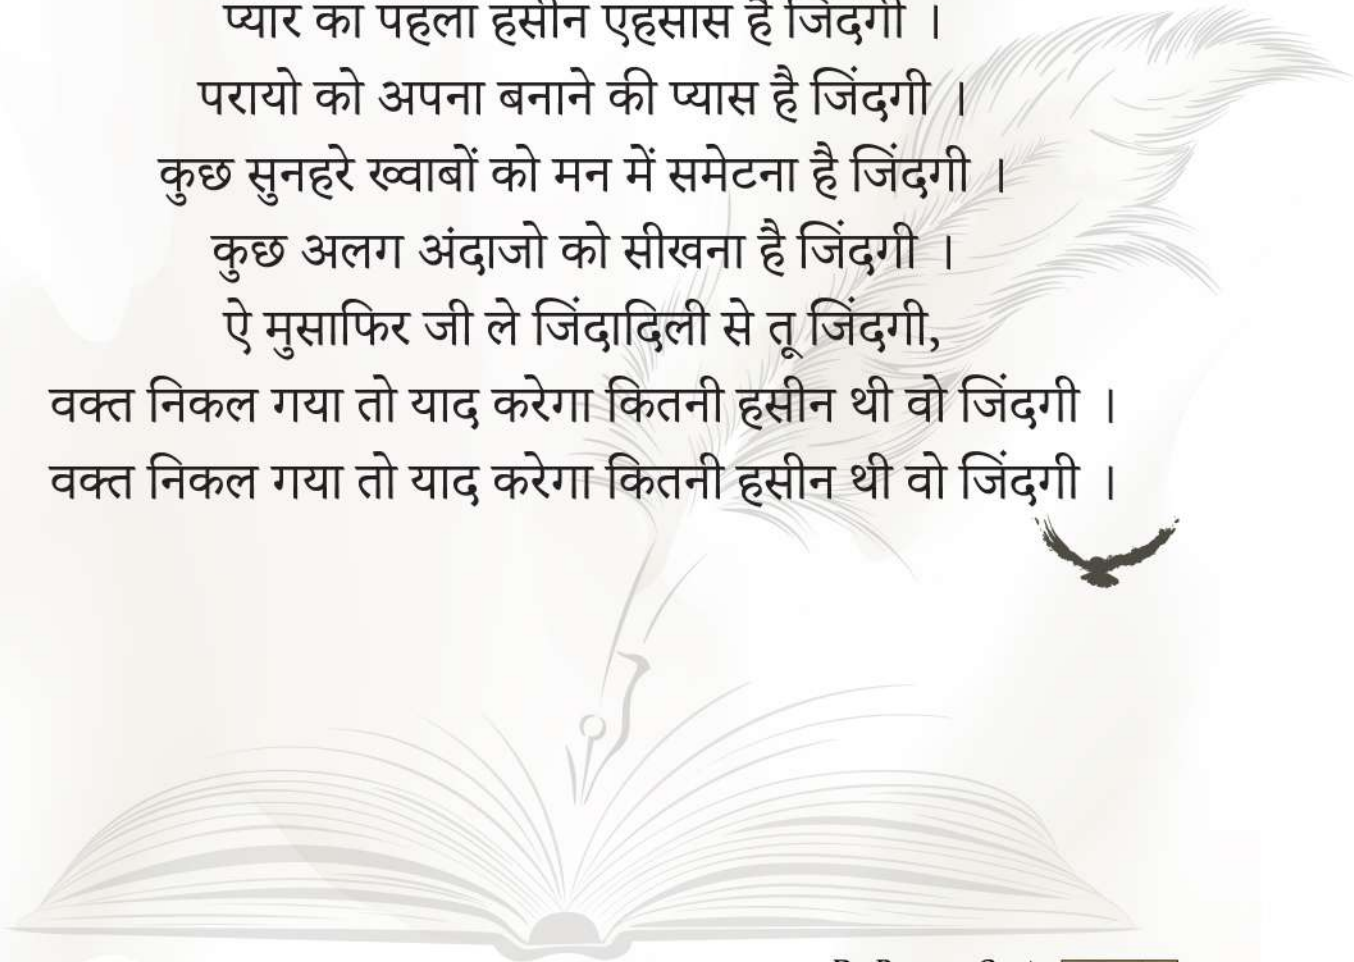 प्यार का पहला हसीन एहसास है जिंदगी ।
परायो को अपना बनाने की प्यास है जिंदगी ।
कुछ सुनहरे ख्वाबों को मन में समेटना है जिंदगी ।
कुछ अलग अंदाजो को सीखना है जिंदगी ।
ऐ मुसाफिर जी ले जिंदादिली से तू जिंदगी,
वक्त निकल गया तो याद करेगा कितनी हसीन थी वो जिंदगी ।
वक्त निकल गया तो याद करेगा कितनी हसीन थी वो जिंदगी ।